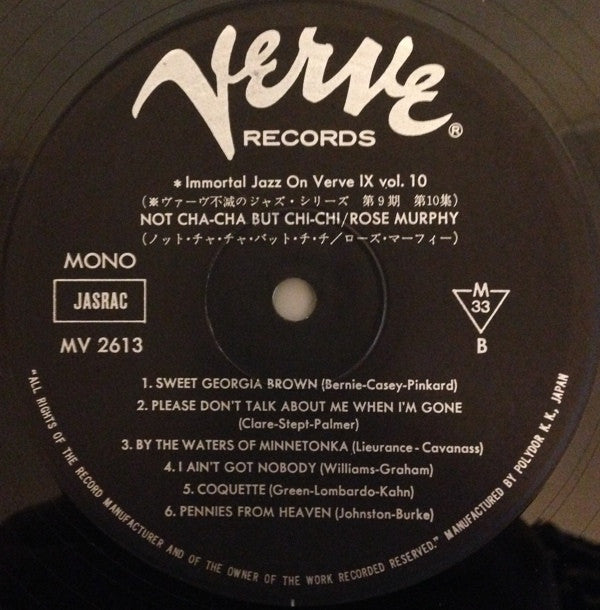 Verve
RECORDS ®
* Immortal Jazz On Verve IX vol. 10
(※ヴァーヴ不滅のジャズ・シリーズ 第9期 第10集)
NOT CHA-CHA BUT CHI-CHI/ROSE MURPHY
(ノット・チャ・チャ・バット・チ・チ/ローズ・マーフィー)
MONO
JASRAC
MV 2613
M
33
B
1. SWEET GEORGIA BROWN (Bernie-Casey-Pinkard)
2. PLEASE DON'T TALK ABOUT ME WHEN I'M GONE
(Clare-Stept-Palmer)
3. BY THE WATERS OF MINNETONKA (Lieurance-Cavanass)
4. I AIN'T GOT NOBODY (Williams-Graham)
5. COQUETTE (Green-Lombardo-Kahn)
6. PENNIES FROM HEAVEN (Johnston-Burke)
"ALL RIGHTS OF THE RECORD MANUFACTURER AND OF THE OWNER OF THE WORK RECORDED RESERVED." MANUFACTURED BY POLYDOR K.K., JAPAN